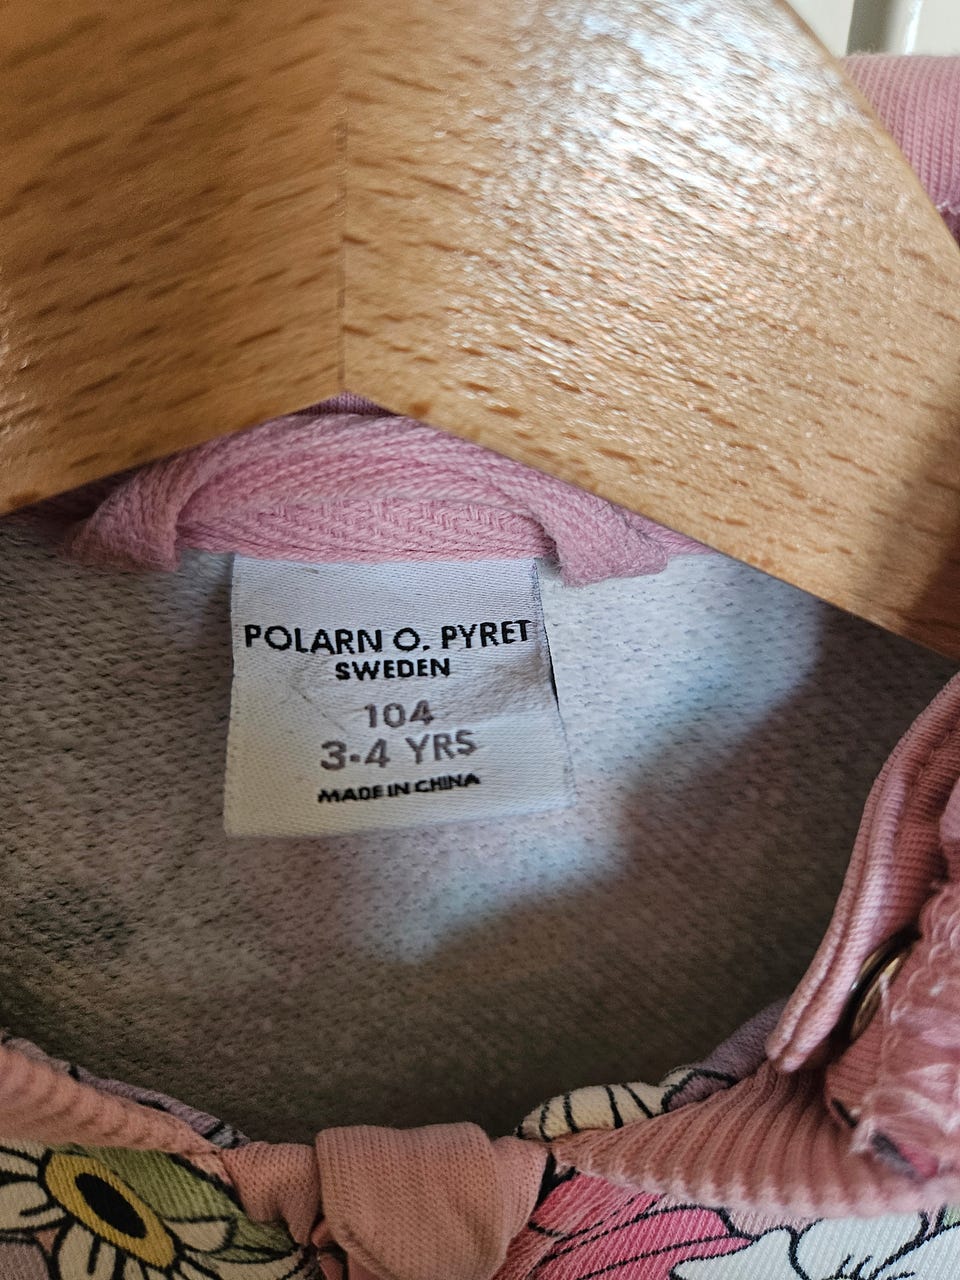 POLARN O. PYRET
SWEDEN
104
3-4 YRS
MADE IN CHINA